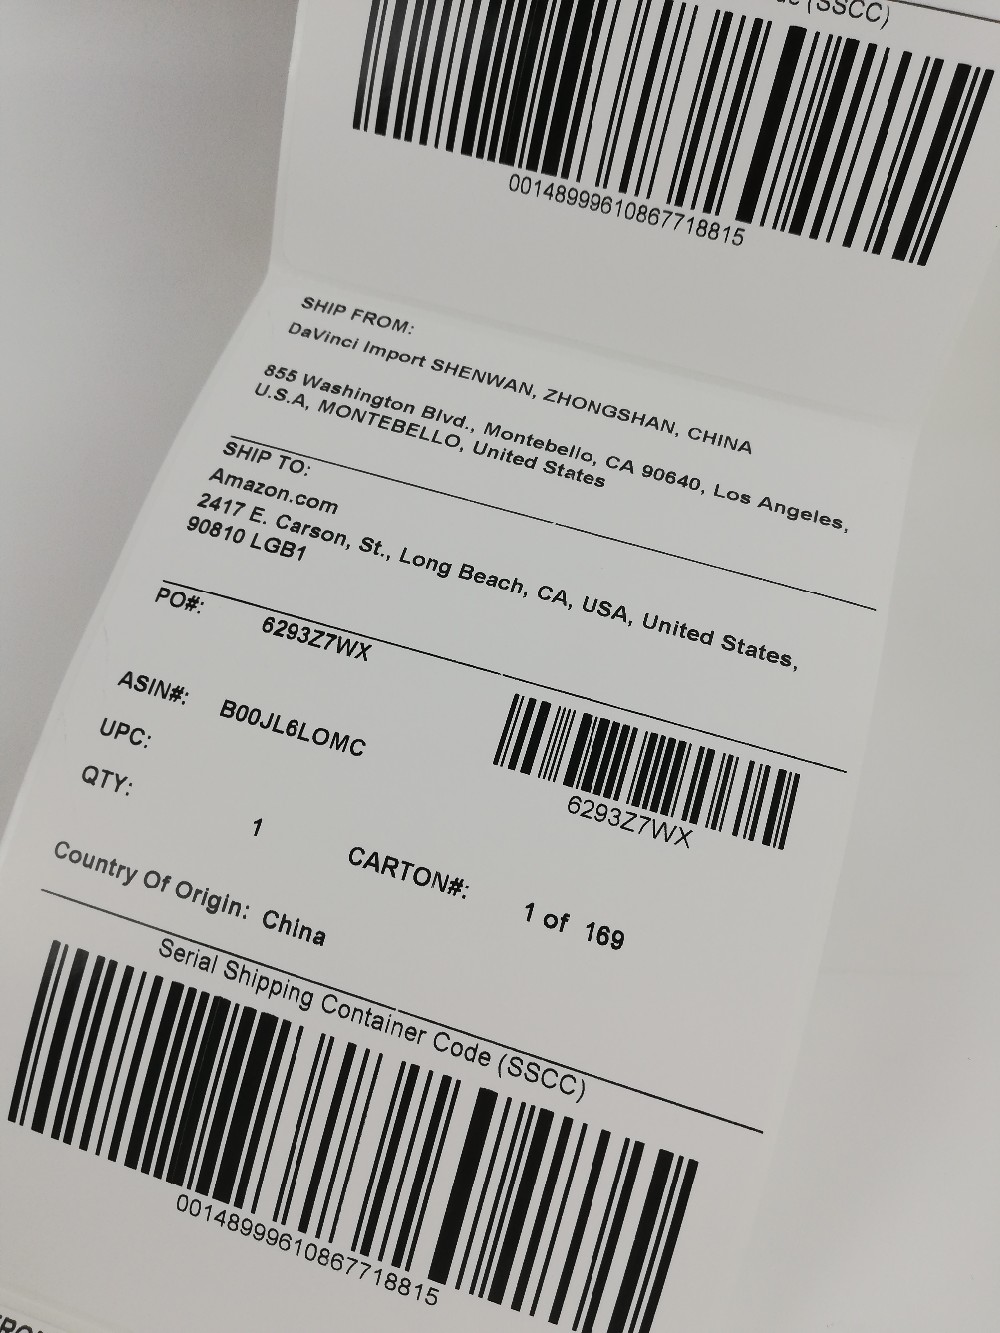 (SSCC)
00148999610867718815
SHIP FROM:
DaVinci Import SHENWAN, ZHONGSHAN, CHINA
855 Washington Blvd., Montebello, CA 90640, Los Angeles,
U.S.A, MONTEBELLO, United States
SHIP TO:
Amazon.com
2417 E. Carson, St., Long Beach, CA, USA, United States,
90810 LGB1
PO#:
6293Z7WX
ASIN#: B00JL6LOMC
6293Z7WX
UPC:
QTY:
1 CARTON#: 1 of 169
Country Of Origin: China
Serial Shipping Container Code (SSCC)
00148999610867718815